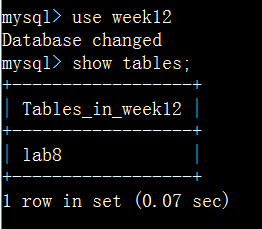 mysql> use week12
Database changed
mysql> show tables;
+------------------+
| Tables_in_week12 |
+------------------+
| lab8             |
+------------------+
1 row in set (0.07 sec)